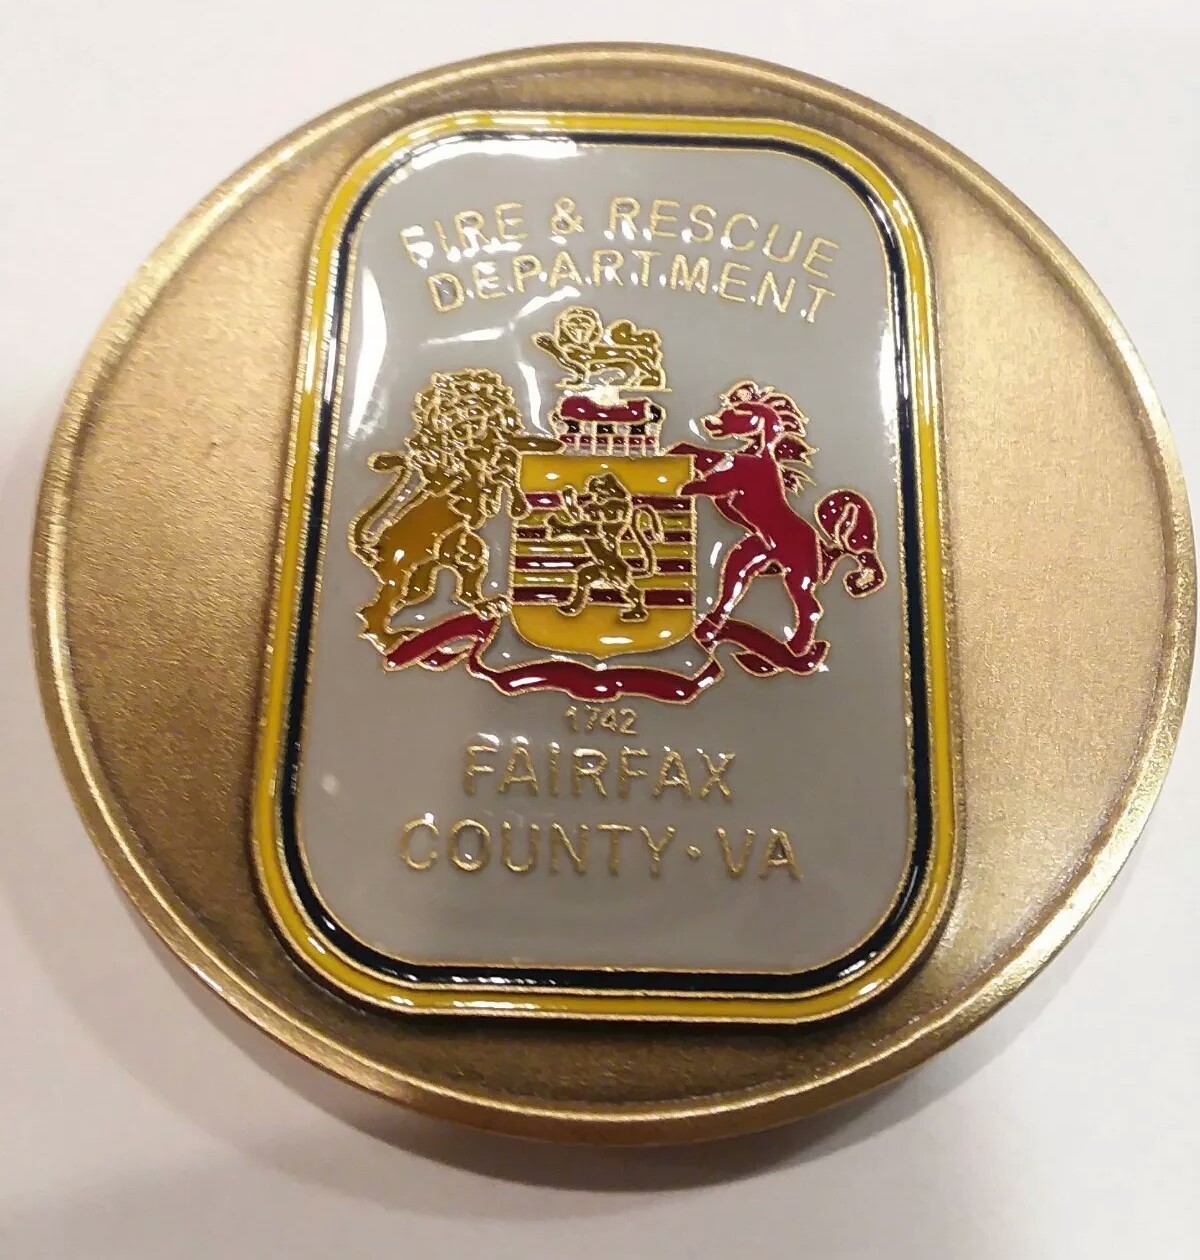 FIRE & RESCUE
DEPARTMENT
1742
FAIRFAX
COUNTY • VA